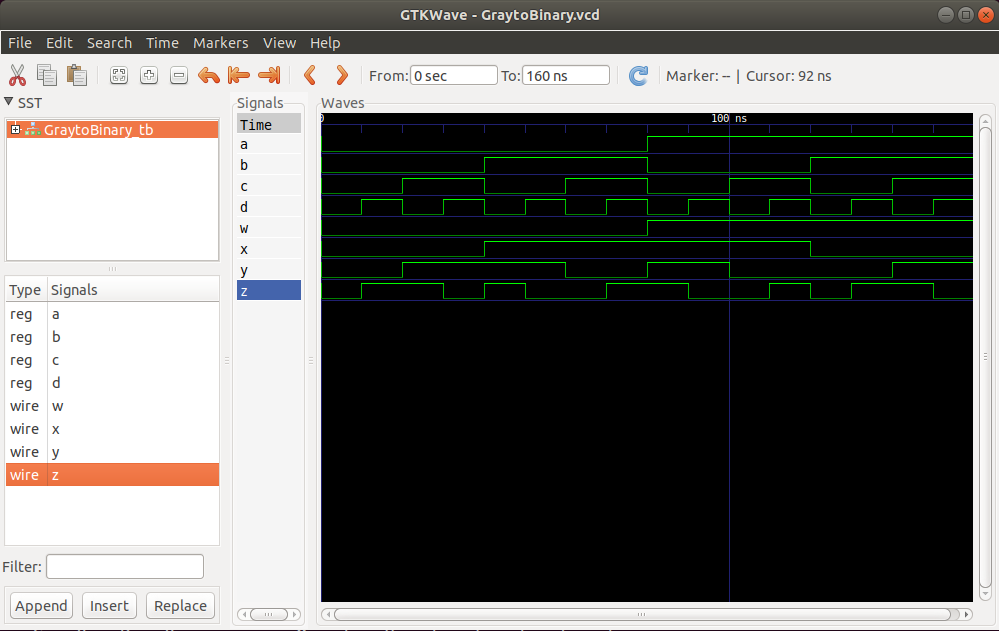 GTKWave - GraytoBinary.vcd
File Edit Search Time Markers View Help
From: 0 sec To: 160 ns Marker: -- | Cursor: 92 ns
SST
GraytoBinary_tb
Type Signals
reg a
reg b
reg c
reg d
wire w
wire x
wire y
wire z
Filter:
Append Insert Replace
Signals
Time
a
b
c
d
w
x
y
z
Waves
0 100 ns